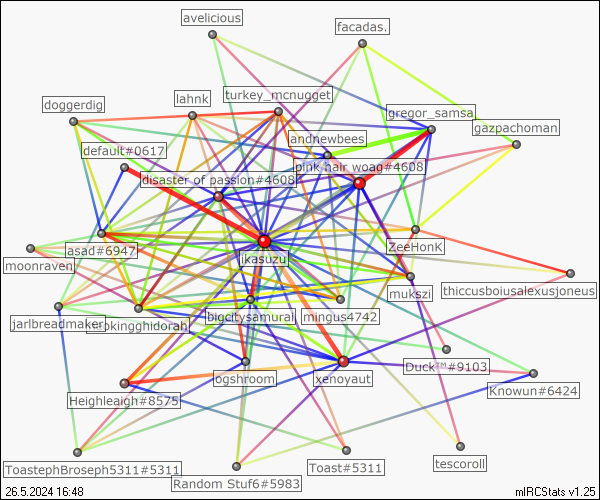 avelicious
facadas.
turkey_mcnugget
lahnk
doggerdig
gregor_samsa
gazpachoman
andnewbees
default#0617
pink hair woag#4608
disaster of passion#4608
ZeeHonK
asad#6947
ikasuzu
moonraven
mukszi
thiccusboiusalexusjoneus
jarlbreadmaker
bigcitysamurai
mingus4742
Duck™#9103
ogshroom
xenoyaut
Knowun#6424
Heighleaigh#8575
ToastephBroseph5311#5311
Toast#5311
tescoroll
Random Stuf6#5983
26.5.2024 16:48
mIRCStats v1.25